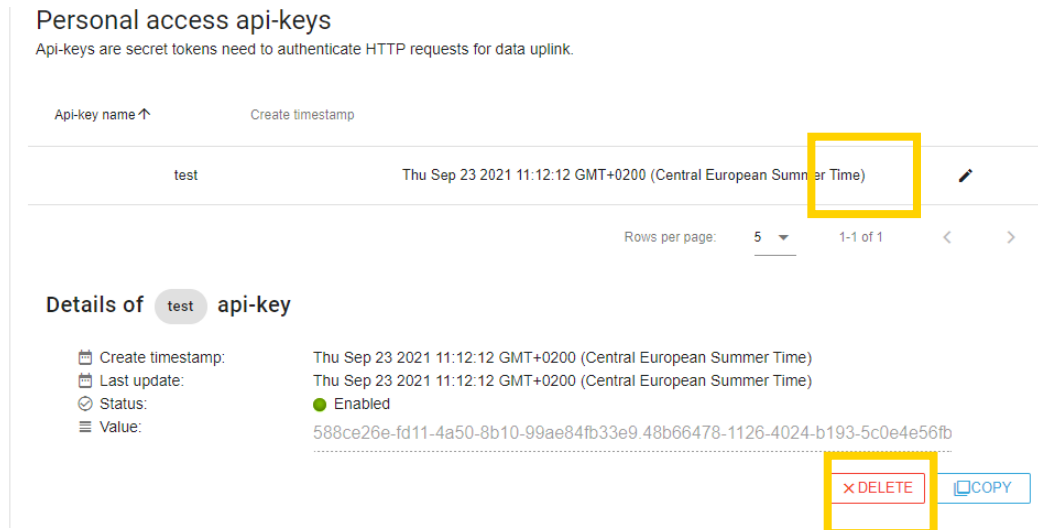 Personal access api-keys
Api-keys are secret tokens need to authenticate HTTP requests for data uplink.
Api-key name Create timestamp
test Thu Sep 23 2021 11:12:12 GMT+0200 (Central European Summer Time)
Rows per page: 5 1-1 of 1
Details of test api-key
Create timestamp: Thu Sep 23 2021 11:12:12 GMT+0200 (Central European Summer Time)
Last update: Thu Sep 23 2021 11:12:12 GMT+0200 (Central European Summer Time)
Status: Enabled
Value: 588ce26e-fd11-4a50-8b10-99ae84fb33e9.48b66478-1126-4024-b193-5c0e4e56fb
DELETE COPY